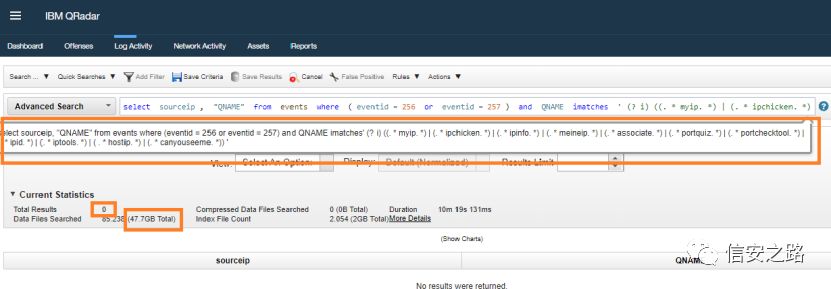 IBM QRadar
Dashboard Offenses Log Activity Network Activity Assets Reports
Search ... Quick Searches Add Filter Save Criteria Save Results Cancel False Positive Rules Actions
Advanced Search select sourceip , "QNAME" from events where ( eventid = 256 or eventid = 257 ) and QNAME imatches ' (? i) ((. * myip. *) | (. * ipchicken. *)
elect sourceip, "QNAME" from events where (eventid = 256 or eventid = 257) and QNAME imatches' (? i) ((. * myip. *) | (. * ipchicken. *) | (. * ipinfo. *) | (. * meineip. *) | (. * associate. *) | (. * portquiz. *) | (. * portchecktool. *) |
* ipid. *) | (. * iptools. *) | (. * hostip. *) | (. * canyouseeme. *)) '
View: Select An Option: Display: Default (Normalized) Results Limit
Current Statistics
Total Results 0 Compressed Data Files Searched 0 (0B Total) Duration 10m 19s 131ms
Data Files Searched 85.238 (47.7GB Total) Index File Count 2.054 (2GB Total) More Details
(Show Charts)
sourceip QNAME
No results were returned.
信安之路